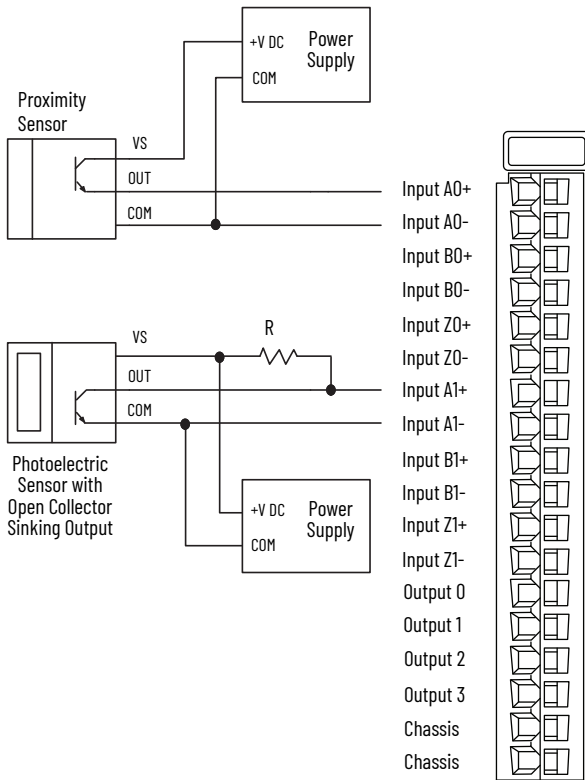 +V DC
Power
Supply
COM
Proximity
Sensor
VS
OUT
COM
R
VS
OUT
COM
Photoelectric
Sensor with
Open Collector
Sinking Output
+V DC
Power
Supply
COM
Input A0+
Input A0-
Input B0+
Input B0-
Input Z0+
Input Z0-
Input A1+
Input A1-
Input B1+
Input B1-
Input Z1+
Input Z1-
Output 0
Output 1
Output 2
Output 3
Chassis
Chassis